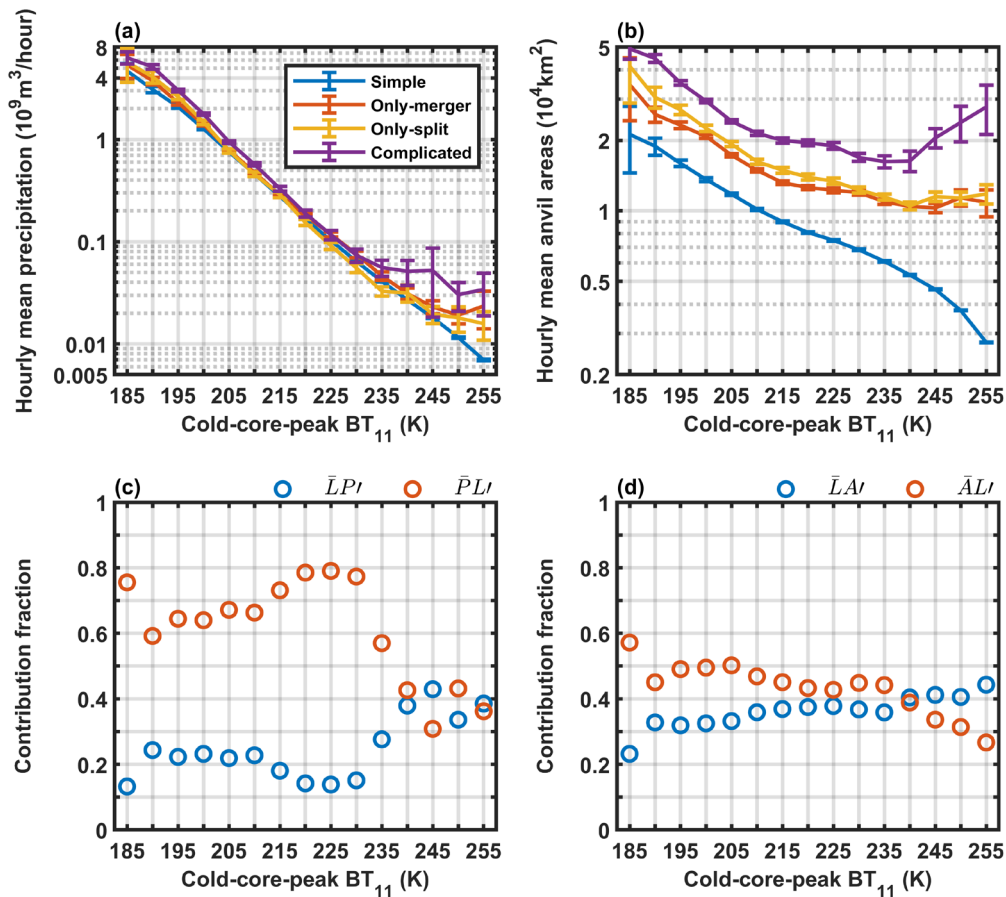 (a)
Hourly mean precipitation (10⁹m³/hour)
8
4
1
0.1
0.01
0.005
Simple
Only-merger
Only-split
Complicated
185 195 205 215 225 235 245 255
Cold-core-peak BT₁₁ (K)
(b)
Hourly mean anvil areas (10⁴km²)
5
2
1
0.5
0.2
185 195 205 215 225 235 245 255
Cold-core-peak BT₁₁ (K)
(c)
L̄P′ P̄L′
Contribution fraction
1
0.8
0.6
0.4
0.2
0
185 195 205 215 225 235 245 255
Cold-core-peak BT₁₁ (K)
(d)
L̄A′ ĀL′
Contribution fraction
1
0.8
0.6
0.4
0.2
0
185 195 205 215 225 235 245 255
Cold-core-peak BT₁₁ (K)